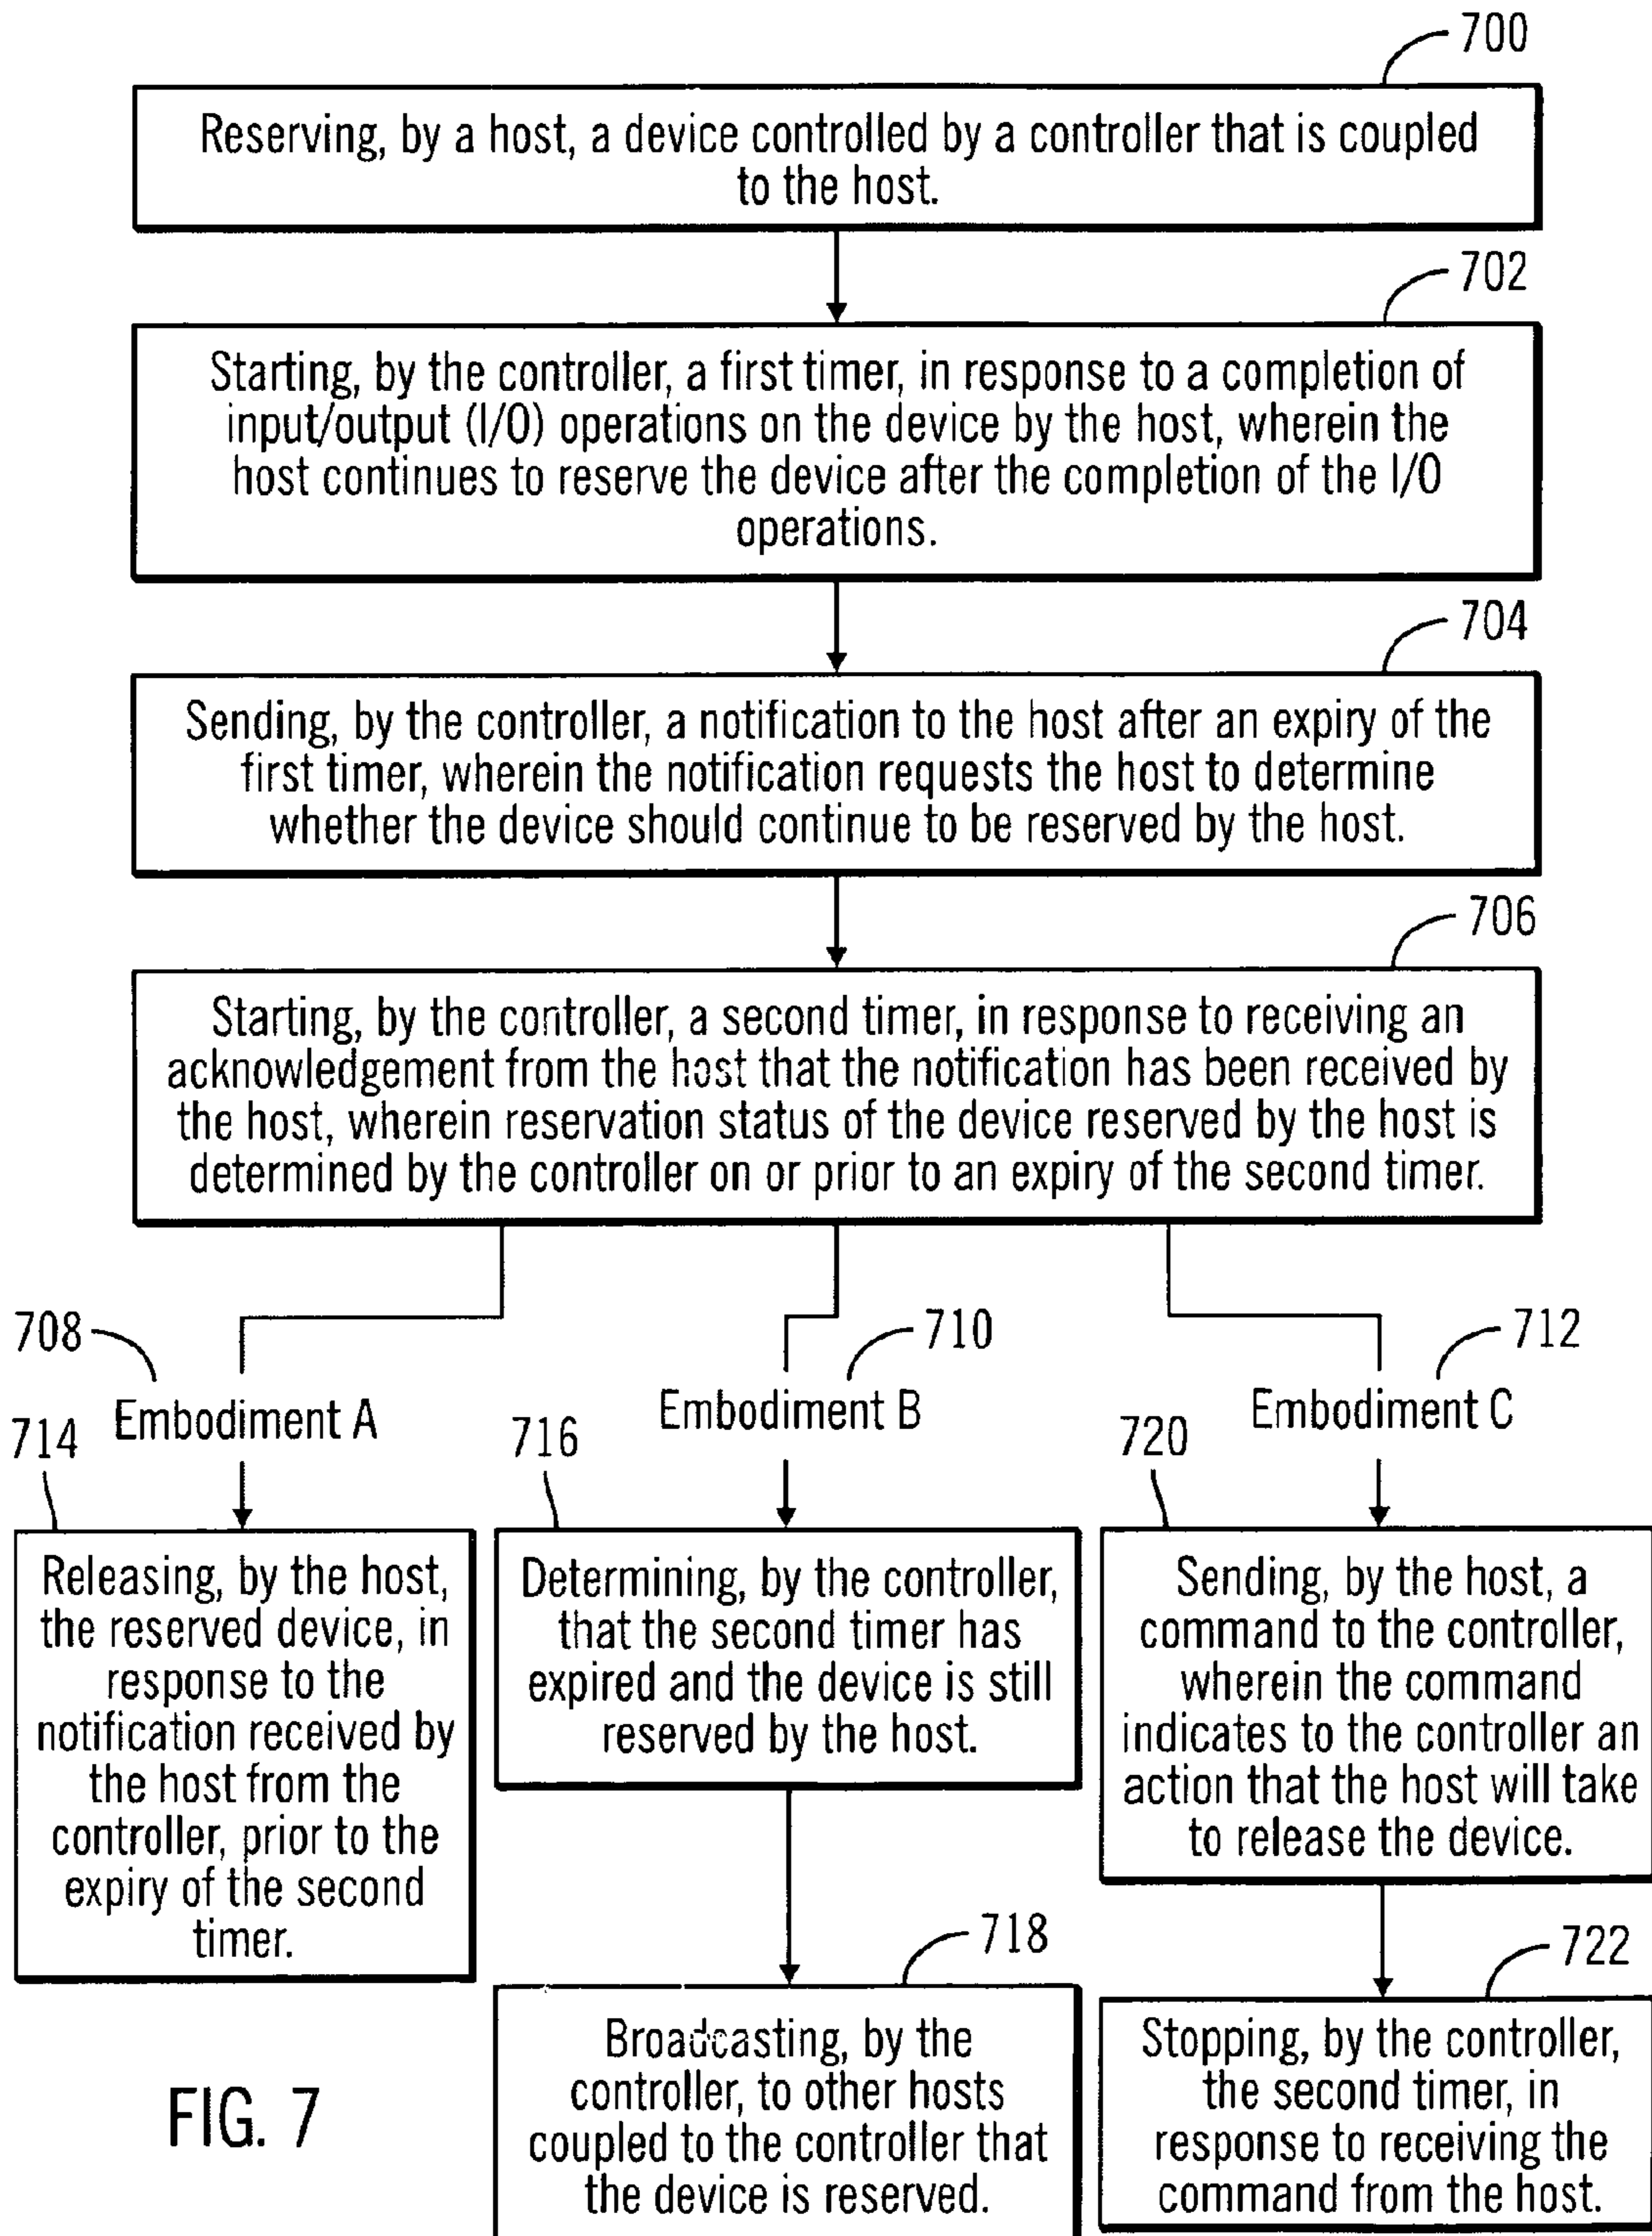 700
Reserving, by a host, a device controlled by a controller that is coupled
to the host.
702
Starting, by the controller, a first timer, in response to a completion of
input/output (I/O) operations on the device by the host, wherein the
host continues to reserve the device after the completion of the I/O
operations.
704
Sending, by the controller, a notification to the host after an expiry of the
first timer, wherein the notification requests the host to determine
whether the device should continue to be reserved by the host.
706
Starting, by the controller, a second timer, in response to receiving an
acknowledgement from the host that the notification has been received by
the host, wherein reservation status of the device reserved by the host is
determined by the controller on or prior to an expiry of the second timer.
708
Embodiment A
714
Releasing, by the host,
the reserved device, in
response to the
notification received by
the host from the
controller, prior to the
expiry of the second
timer.
710
Embodiment B
716
Determining, by the controller,
that the second timer has
expired and the device is still
reserved by the host.
718
Broadcasting, by the
controller, to other hosts
coupled to the controller that
the device is reserved.
712
Embodiment C
720
Sending, by the host, a
command to the controller,
wherein the command
indicates to the controller an
action that the host will take
to release the device.
722
Stopping, by the controller,
the second timer, in
response to receiving the
command from the host.
FIG. 7